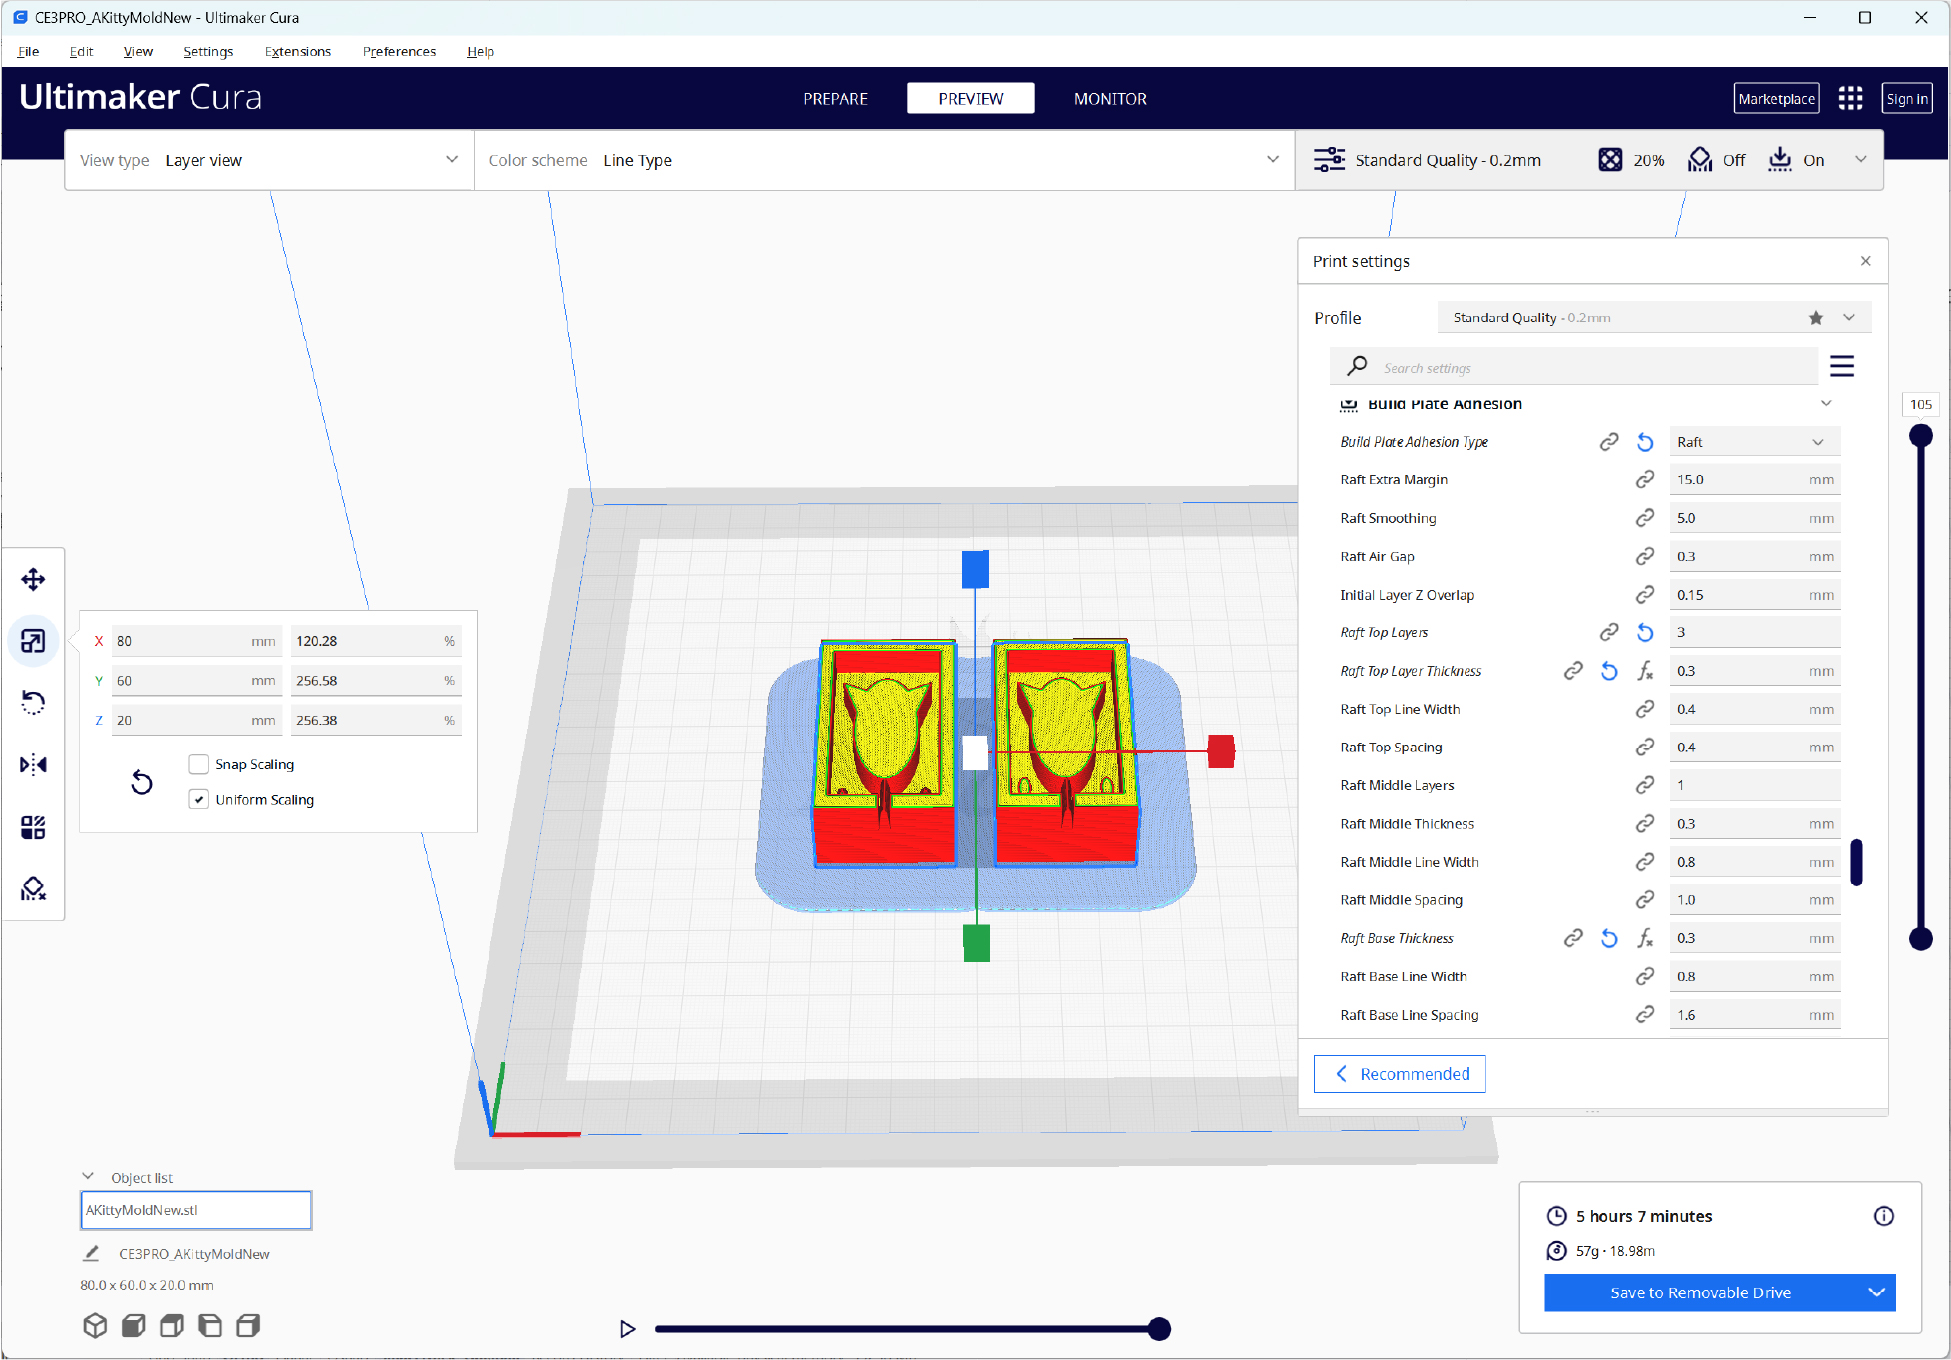 CE3PRO_AKittyMoldNew - Ultimaker Cura
File Edit View Settings Extensions Preferences Help
Ultimaker Cura
PREPARE PREVIEW MONITOR
Marketplace Sign in
View type Layer view Color scheme Line Type Standard Quality - 0.2mm 20% Off On
Print settings
Profile Standard Quality - 0.2mm
Search settings
Build Plate Adhesion
105
Build Plate Adhesion Type Raft
Raft Extra Margin 15.0 mm
Raft Smoothing 5.0 mm
Raft Air Gap 0.3 mm
Initial Layer Z Overlap 0.15 mm
Raft Top Layers 3
Raft Top Layer Thickness 0.3 mm
Raft Top Line Width 0.4 mm
Raft Top Spacing 0.4 mm
Raft Middle Layers 1
Raft Middle Thickness 0.3 mm
Raft Middle Line Width 0.8 mm
Raft Middle Spacing 1.0 mm
Raft Base Thickness 0.3 mm
Raft Base Line Width 0.8 mm
Raft Base Line Spacing 1.6 mm
Recommended
X 80 mm 120.28 %
Y 60 mm 256.58 %
Z 20 mm 256.38 %
Snap Scaling
Uniform Scaling
Object list
AKittyMoldNew.stl
CE3PRO_AKittyMoldNew
80.0 x 60.0 x 20.0 mm
5 hours 7 minutes
57g · 18.98m
Save to Removable Drive